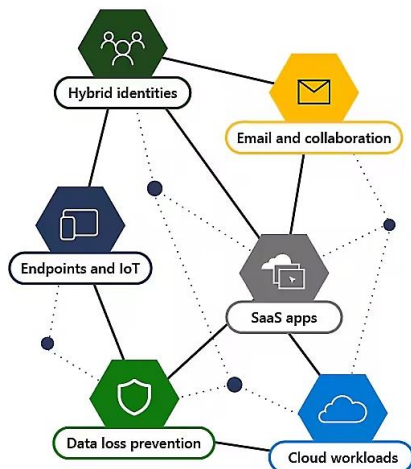 Hybrid identities
Email and collaboration
Endpoints and IoT
SaaS apps
Data loss prevention
Cloud workloads